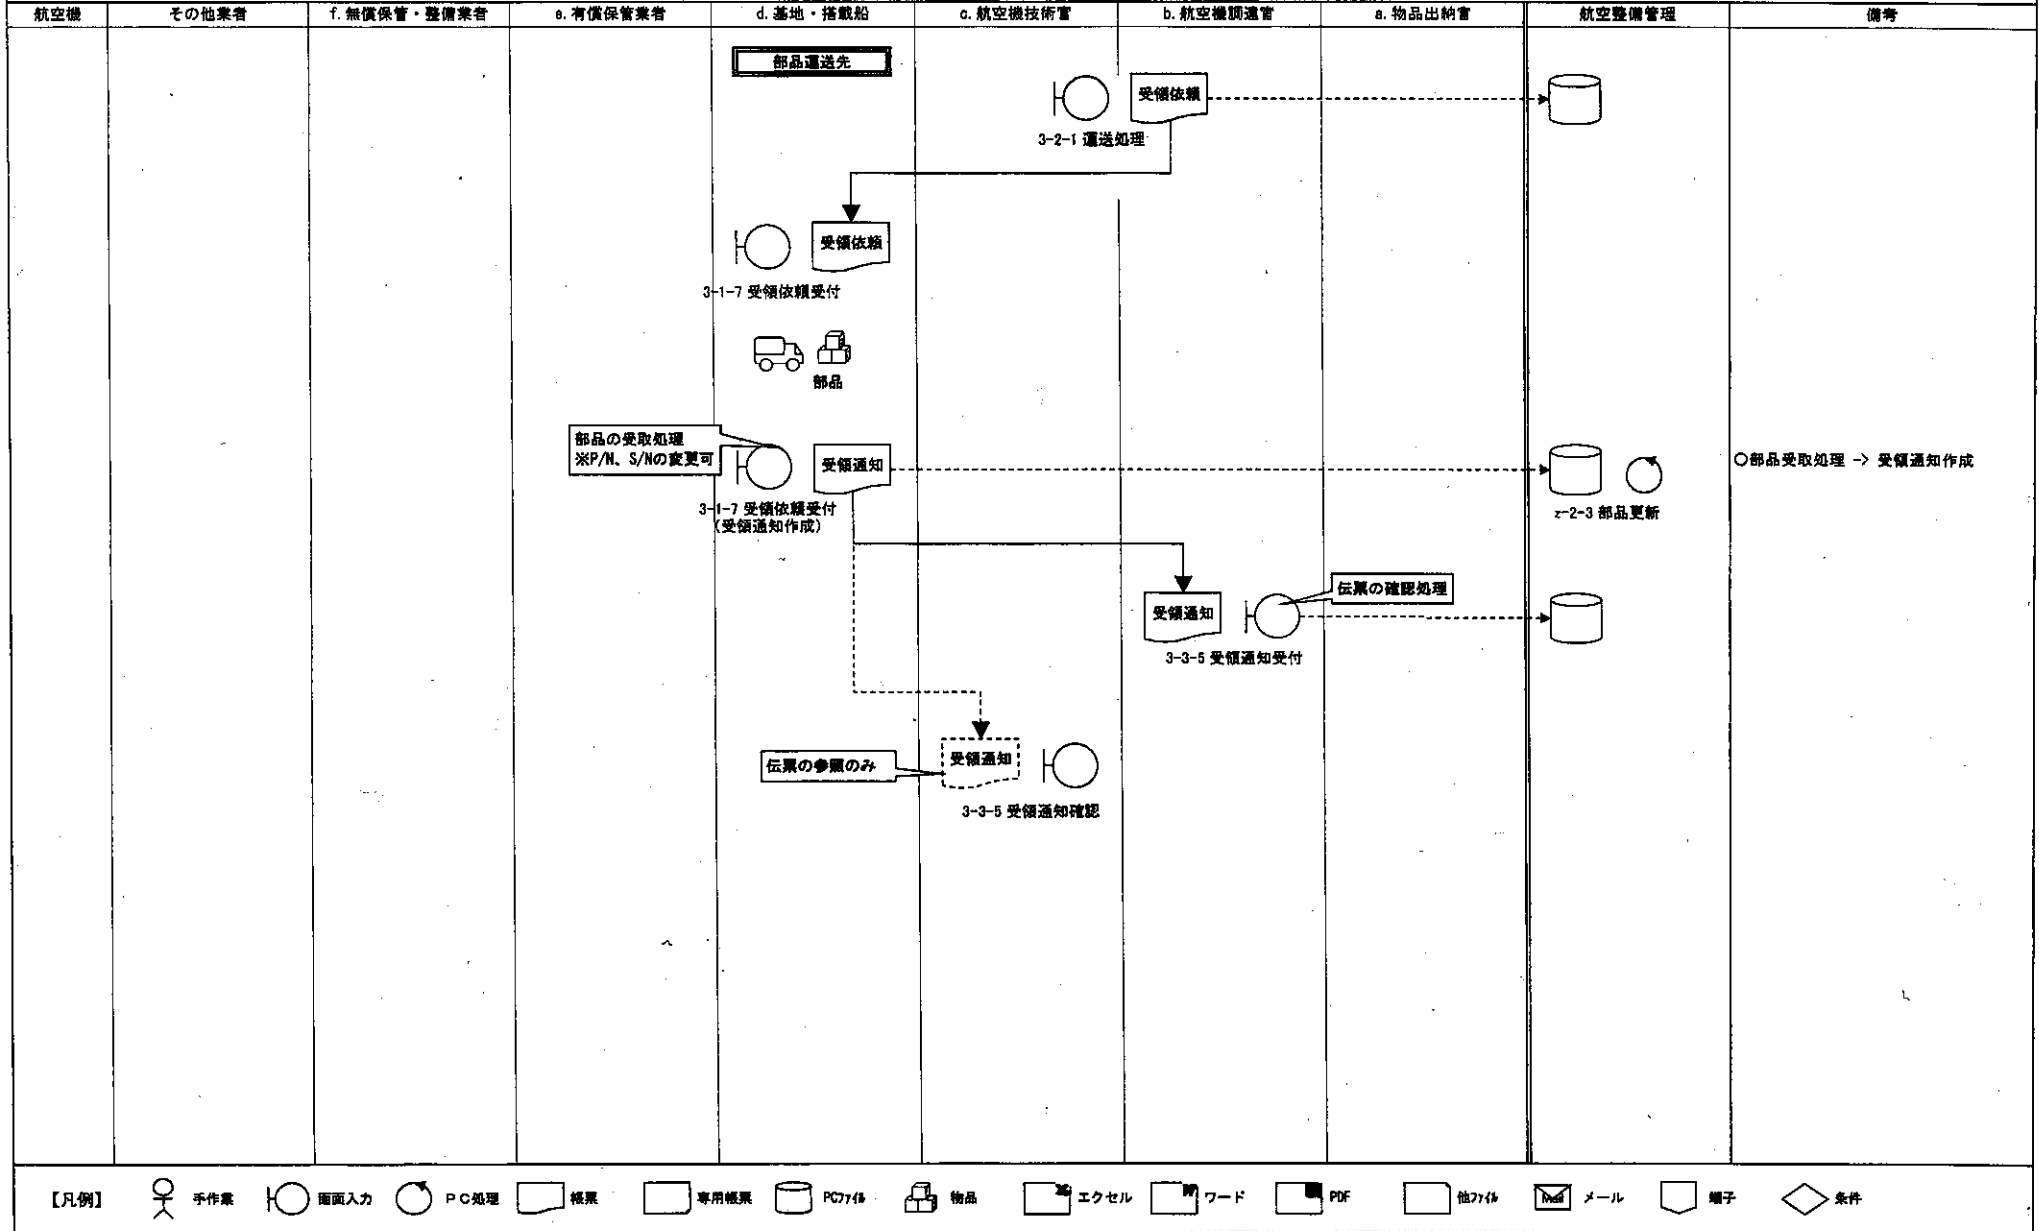 航空機 その他業者 f. 無償保管・整備業者 e. 有償保管業者 d. 基地・搭載船 c. 航空機技術官 b. 航空機調達官 a. 物品出納官 航空整備管理 備考
部品運送先
受領依頼
3-2-1 運送処理
受領依頼
3-1-7 受領依頼受付
部品
部品の受取処理
※P/N、S/Nの変更可
受領通知
3-1-7 受領依頼受付
(受領通知作成)
z-2-3 部品更新
○部品受取処理 -> 受領通知作成
伝票の確認処理
受領通知
3-3-5 受領通知受付
伝票の参照のみ
受領通知
3-3-5 受領通知確認
【凡例】 手作業 画面入力 PC処理 帳票 専用帳票 PCファイル 物品 エクセル ワード PDF 他ファイル Mail メール 端子 条件